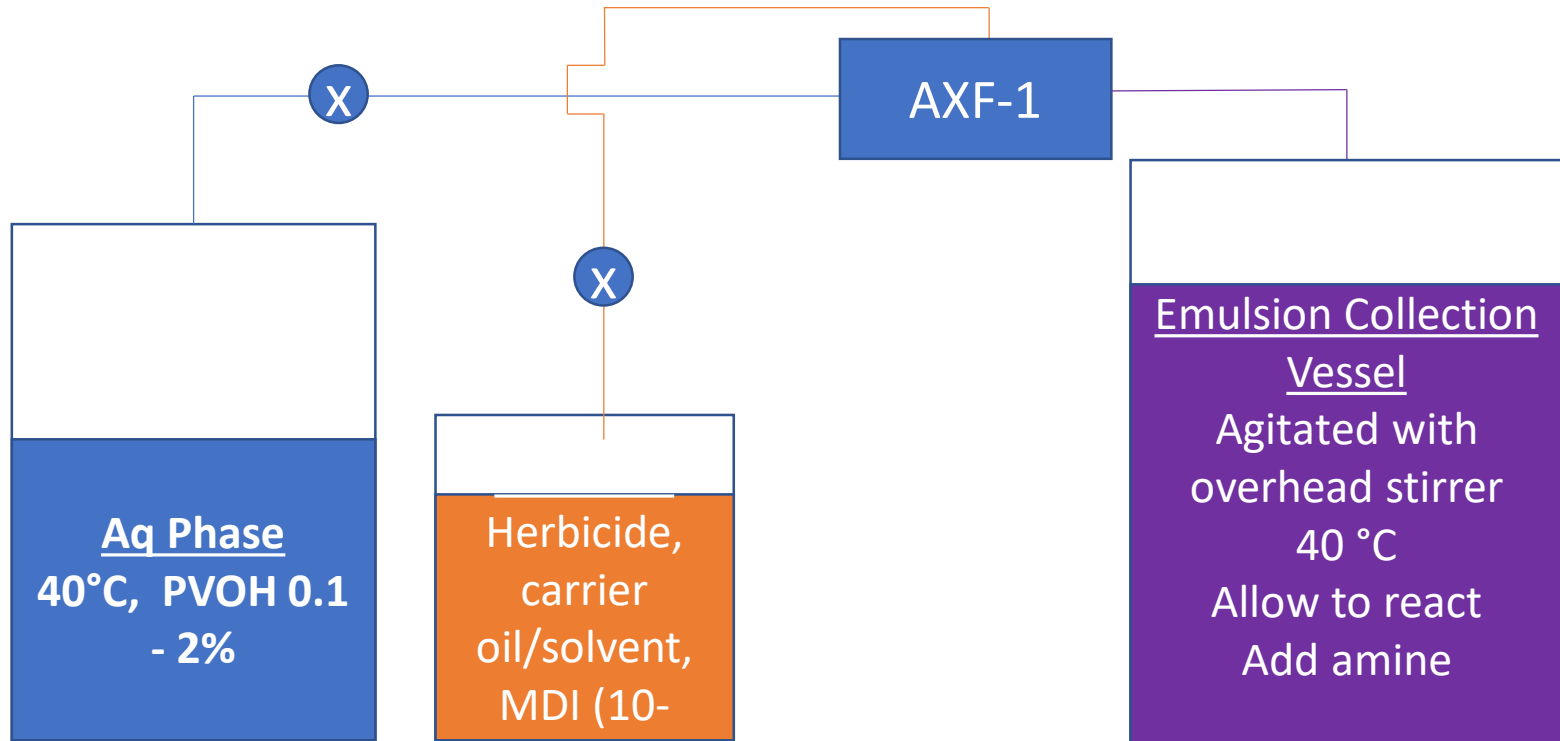 X
AXF-1
X
Aq Phase
40°C, PVOH 0.1
- 2%
Herbicide,
carrier
oil/solvent,
MDI (10-
Emulsion Collection
Vessel
Agitated with
overhead stirrer
40 °C
Allow to react
Add amine